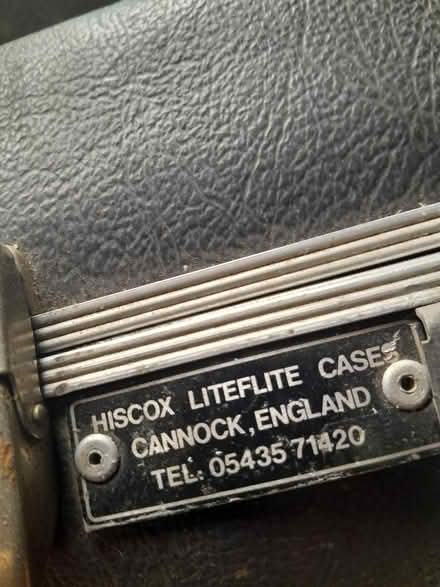 HISCOX LITEFLITE CASES
CANNOCK, ENGLAND
TEL: 05435 71420